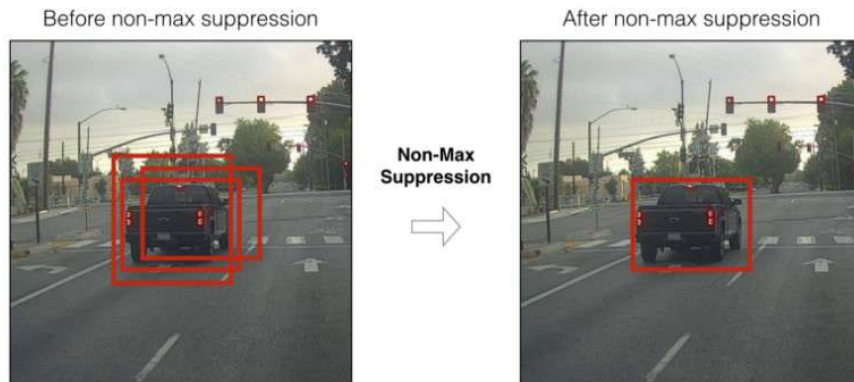 Before non-max suppression
After non-max suppression
Non-Max
Suppression